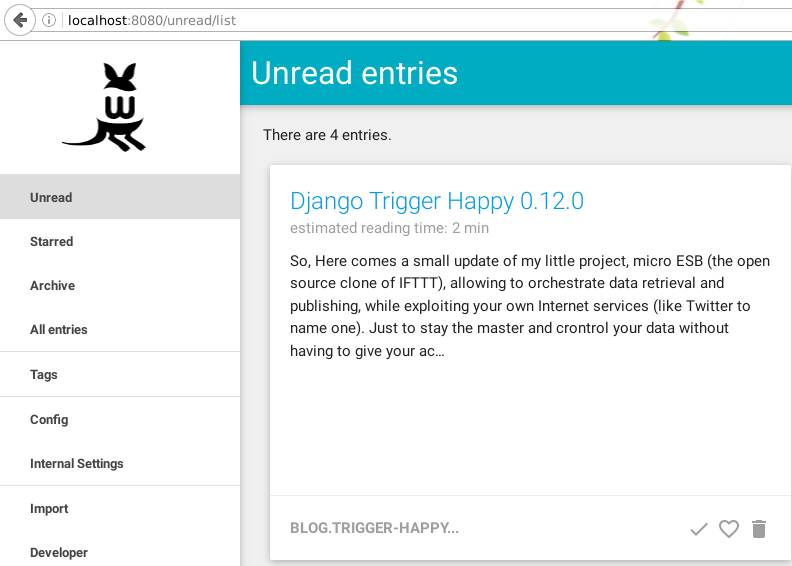 localhost:8080/unread/list
W
Unread entries
There are 4 entries.
Unread
Starred
Archive
All entries
Tags
Config
Internal Settings
Import
Developer
Django Trigger Happy 0.12.0
estimated reading time: 2 min
So, Here comes a small update of my little project, micro ESB (the open
source clone of IFTTT), allowing to orchestrate data retrieval and
publishing, while exploiting your own Internet services (like Twitter to
name one). Just to stay the master and crontrol your data without
having to give your ac…
BLOG.TRIGGER-HAPPY...